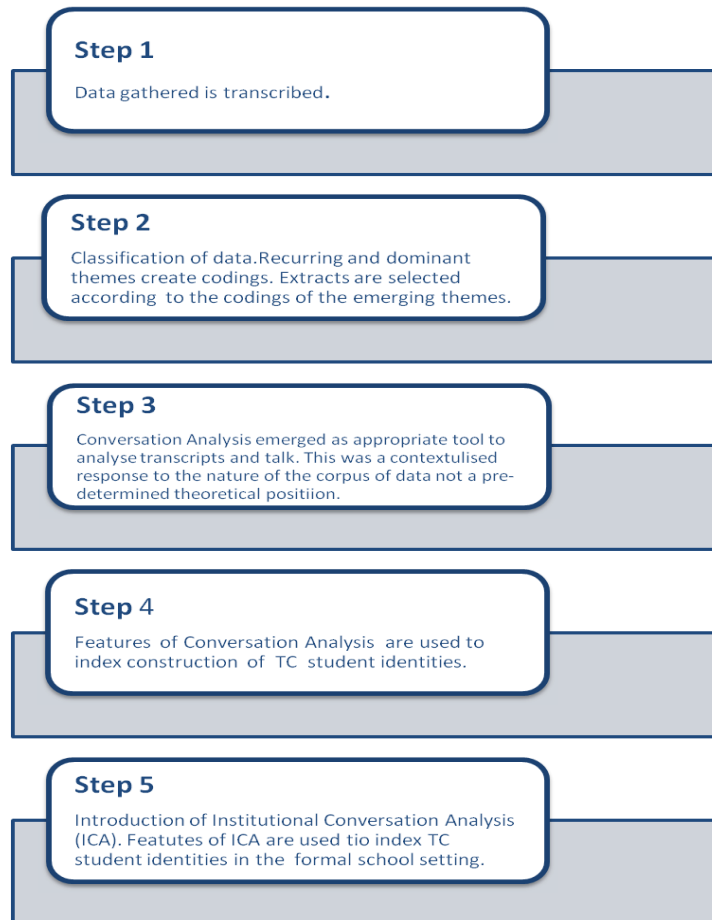 Step 1
Data gathered is transcribed.
Step 2
Classification of data.Recurring and dominant
themes create codings. Extracts are selected
according to the codings of the emerging themes.
Step 3
Conversation Analysis emerged as appropriate tool to
analyse transcripts and talk. This was a contextulised
response to the nature of the corpus of data not a pre-
determined theoretical positiion.
Step 4
Features of Conversation Analysis are used to
index construction of TC student identities.
Step 5
Introduction of Institutional Conversation Analysis
(ICA). Featutes of ICA are used tio index TC
student identities in the formal school setting.